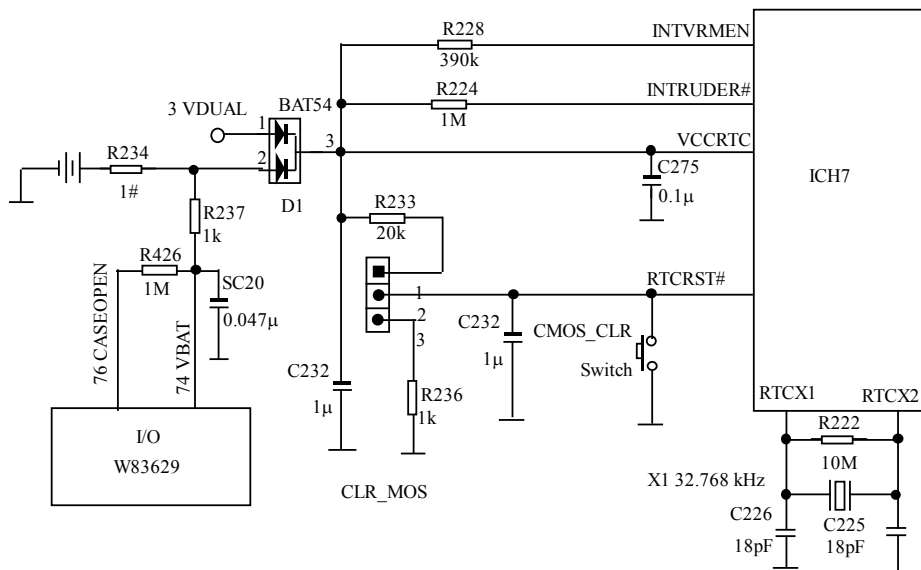 R228
INTVRMEN
390k
R224
INTRUDER#
1M
BAT54
3 VDUAL
1
3
VCCRTC
2
R234
1#
D1
C275
0.1μ
ICH7
R237
1k
R233
20k
R426
1M
SC20
0.047μ
76 CASEOPEN
74 VBAT
1
RTCRST#
2
3
C232
1μ
CMOS_CLR
Switch
C232
1μ
R236
1k
RTCX1
RTCX2
I/O
W83629
R222
10M
CLR_MOS
X1 32.768 kHz
C226
18pF
C225
18pF